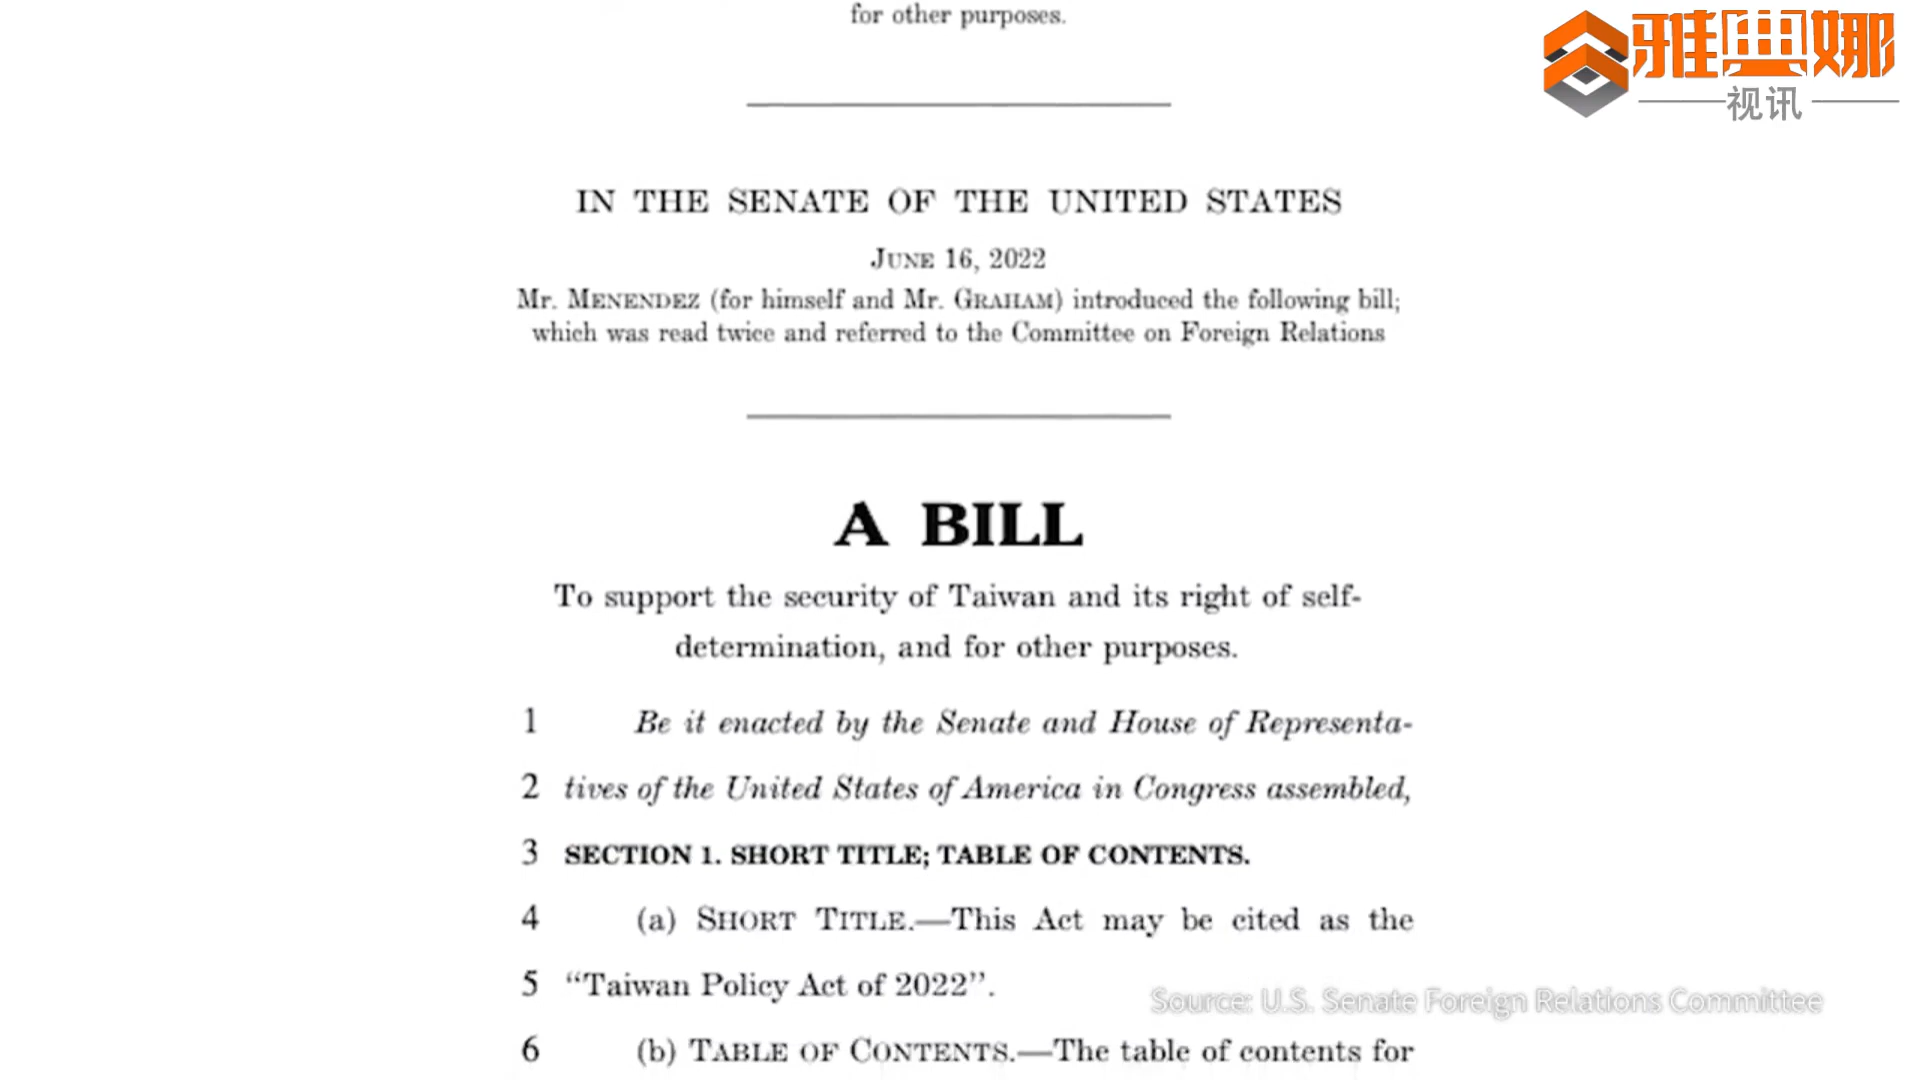 for other purposes.
雅典娜
视讯
IN THE SENATE OF THE UNITED STATES
JUNE 16, 2022
Mr. MENENDEZ (for himself and Mr. GRAHAM) introduced the following bill;
which was read twice and referred to the Committee on Foreign Relations
A BILL
To support the security of Taiwan and its right of self-
determination, and for other purposes.
1 Be it enacted by the Senate and House of Representa-
2 tives of the United States of America in Congress assembled,
3 SECTION 1. SHORT TITLE; TABLE OF CONTENTS.
4 (a) SHORT TITLE.—This Act may be cited as the
5 “Taiwan Policy Act of 2022”.
Source: U.S. Senate Foreign Relations Committee
6 (b) TABLE OF CONTENTS.—The table of contents for